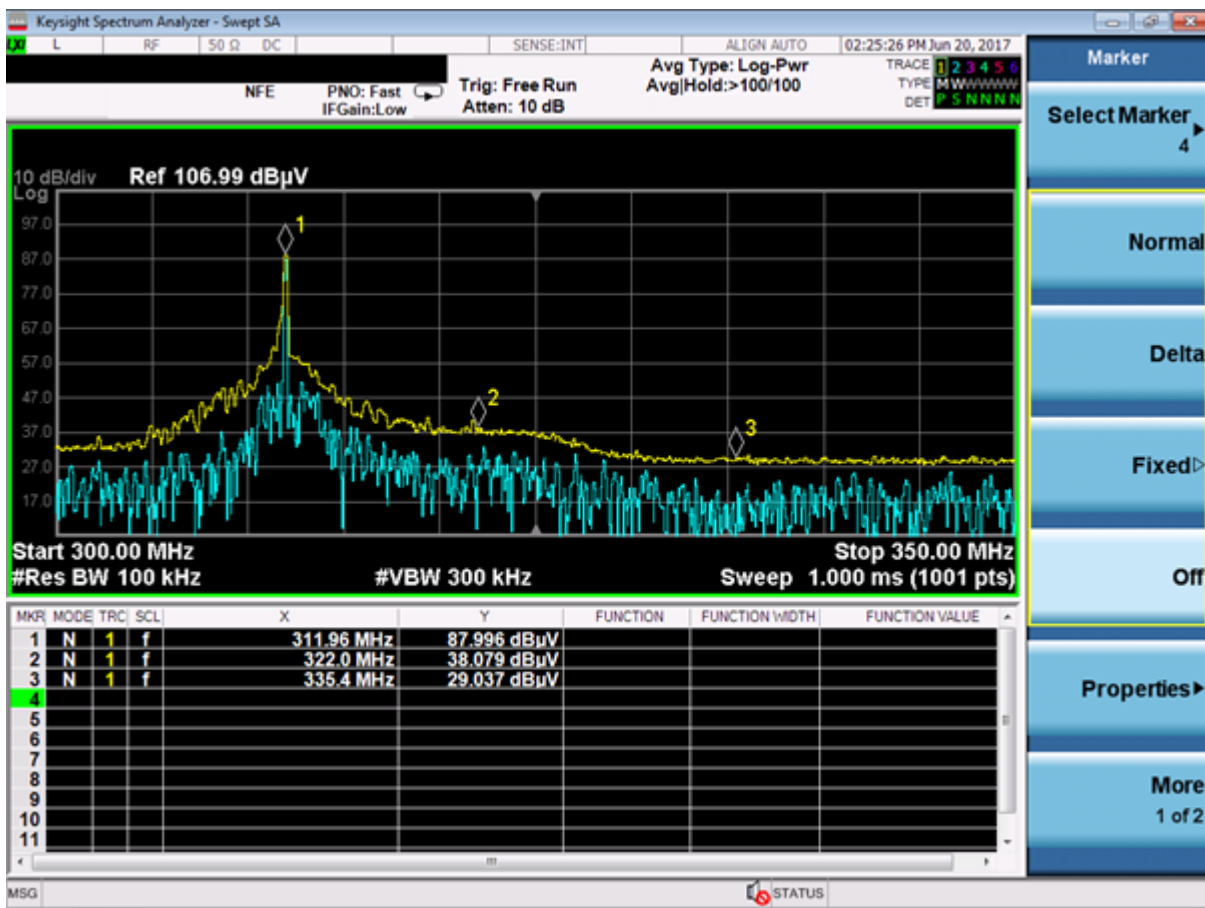 Keysight Spectrum Analyzer - Swept SA
LXI L RF 50 Ω DC SENSE:INT ALIGN AUTO 02:25:26 PM Jun 20, 2017
NFE
PNO: Fast
IFGain:Low
Trig: Free Run
Atten: 10 dB
Avg Type: Log-Pwr
Avg|Hold:>100/100
TRACE 1 2 3 4 5 6
TYPE M W W W W W
DET P S N N N N
10 dB/div Ref 106.99 dBµV
Log
97.0
87.0
77.0
67.0
57.0
47.0
37.0
27.0
17.0
1
2
3
Start 300.00 MHz Stop 350.00 MHz
#Res BW 100 kHz #VBW 300 kHz Sweep 1.000 ms (1001 pts)
MKR MODE TRC SCL X Y FUNCTION FUNCTION WIDTH FUNCTION VALUE
1 N 1 f 311.96 MHz 87.996 dBµV
2 N 1 f 322.0 MHz 38.079 dBµV
3 N 1 f 335.4 MHz 29.037 dBµV
4
5
6
7
8
9
10
11
MSG STATUS
Marker
Select Marker
4
Normal
Delta
Fixed
Off
Properties
More
1 of 2